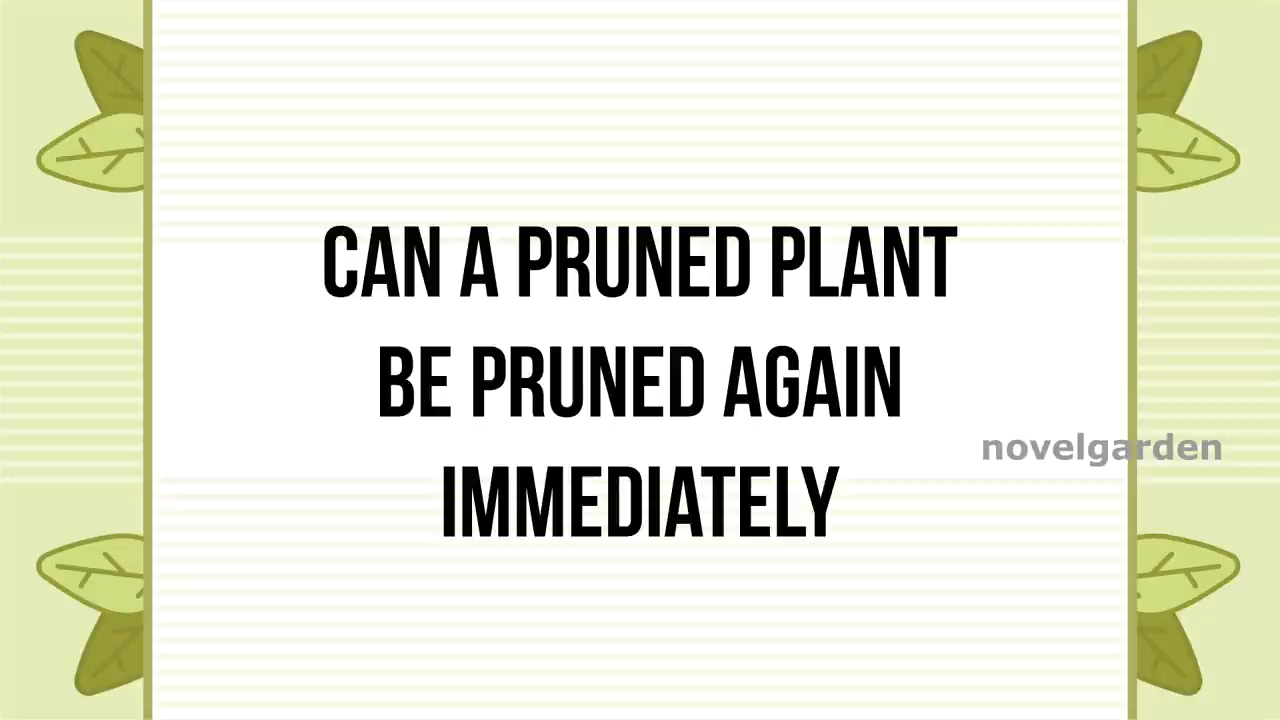 CAN A PRUNED PLANT
BE PRUNED AGAIN
novelgarden
IMMEDIATELY